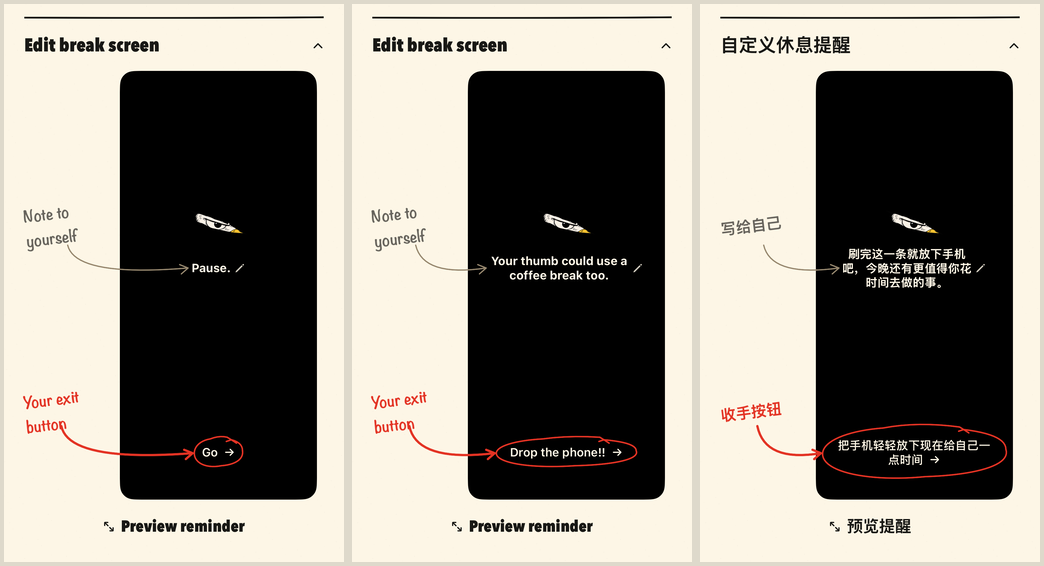 Edit break screen
Note to
yourself
Pause.
Your exit
button
Go →
Preview reminder
Edit break screen
Note to
yourself
Your thumb could use a
coffee break too.
Your exit
button
Drop the phone!! →
Preview reminder
自定义休息提醒
写给自己
刷完这一条就放下手机
吧，今晚还有更值得你花
时间去做的事。
收手按钮
把手机轻轻放下现在给自己一
点时间 →
预览提醒